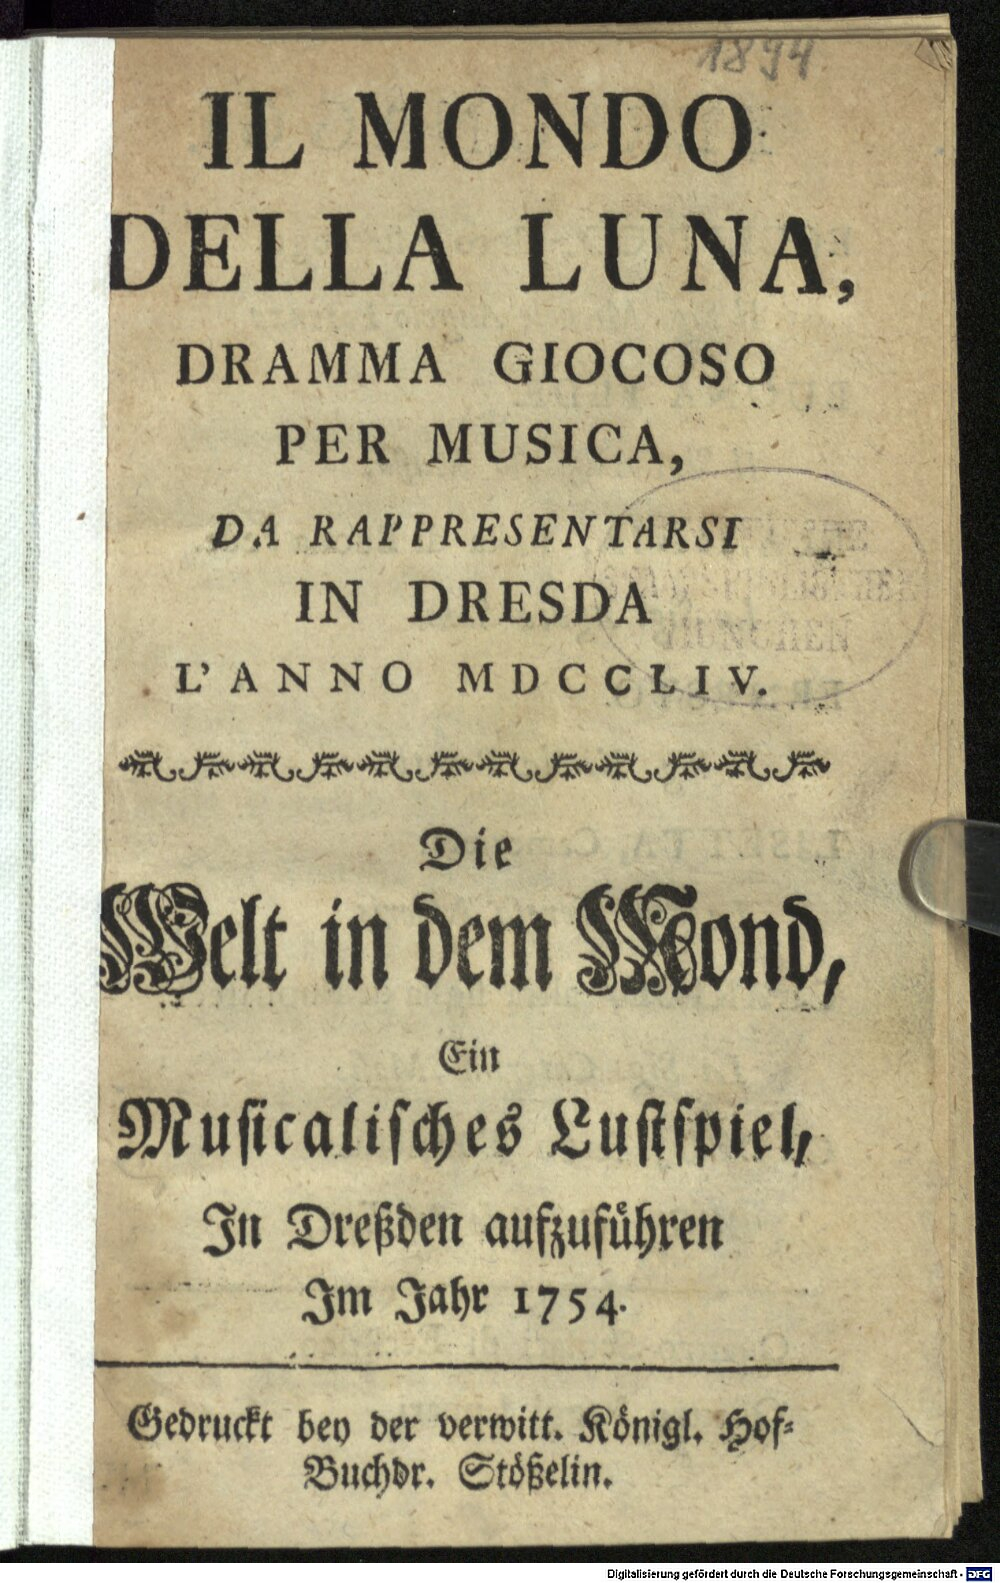 1894
IL MONDO
DELLA LUNA,
DRAMMA GIOCOSO
PER MUSICA,
DA RAPPRESENTARSI
IN DRESDA
L'ANNO MDCCLIV.
Die
Welt in dem Mond,
Ein
Musicalisches Lustspiel,
In Dreßden aufzuführen
Im Jahr 1754.
Gedruckt bey der verwitt. Königl. Hof-
Buchdr. Stößelin.
Digitalisierung gefördert durch die Deutsche Forschungsgemeinschaft - DFG